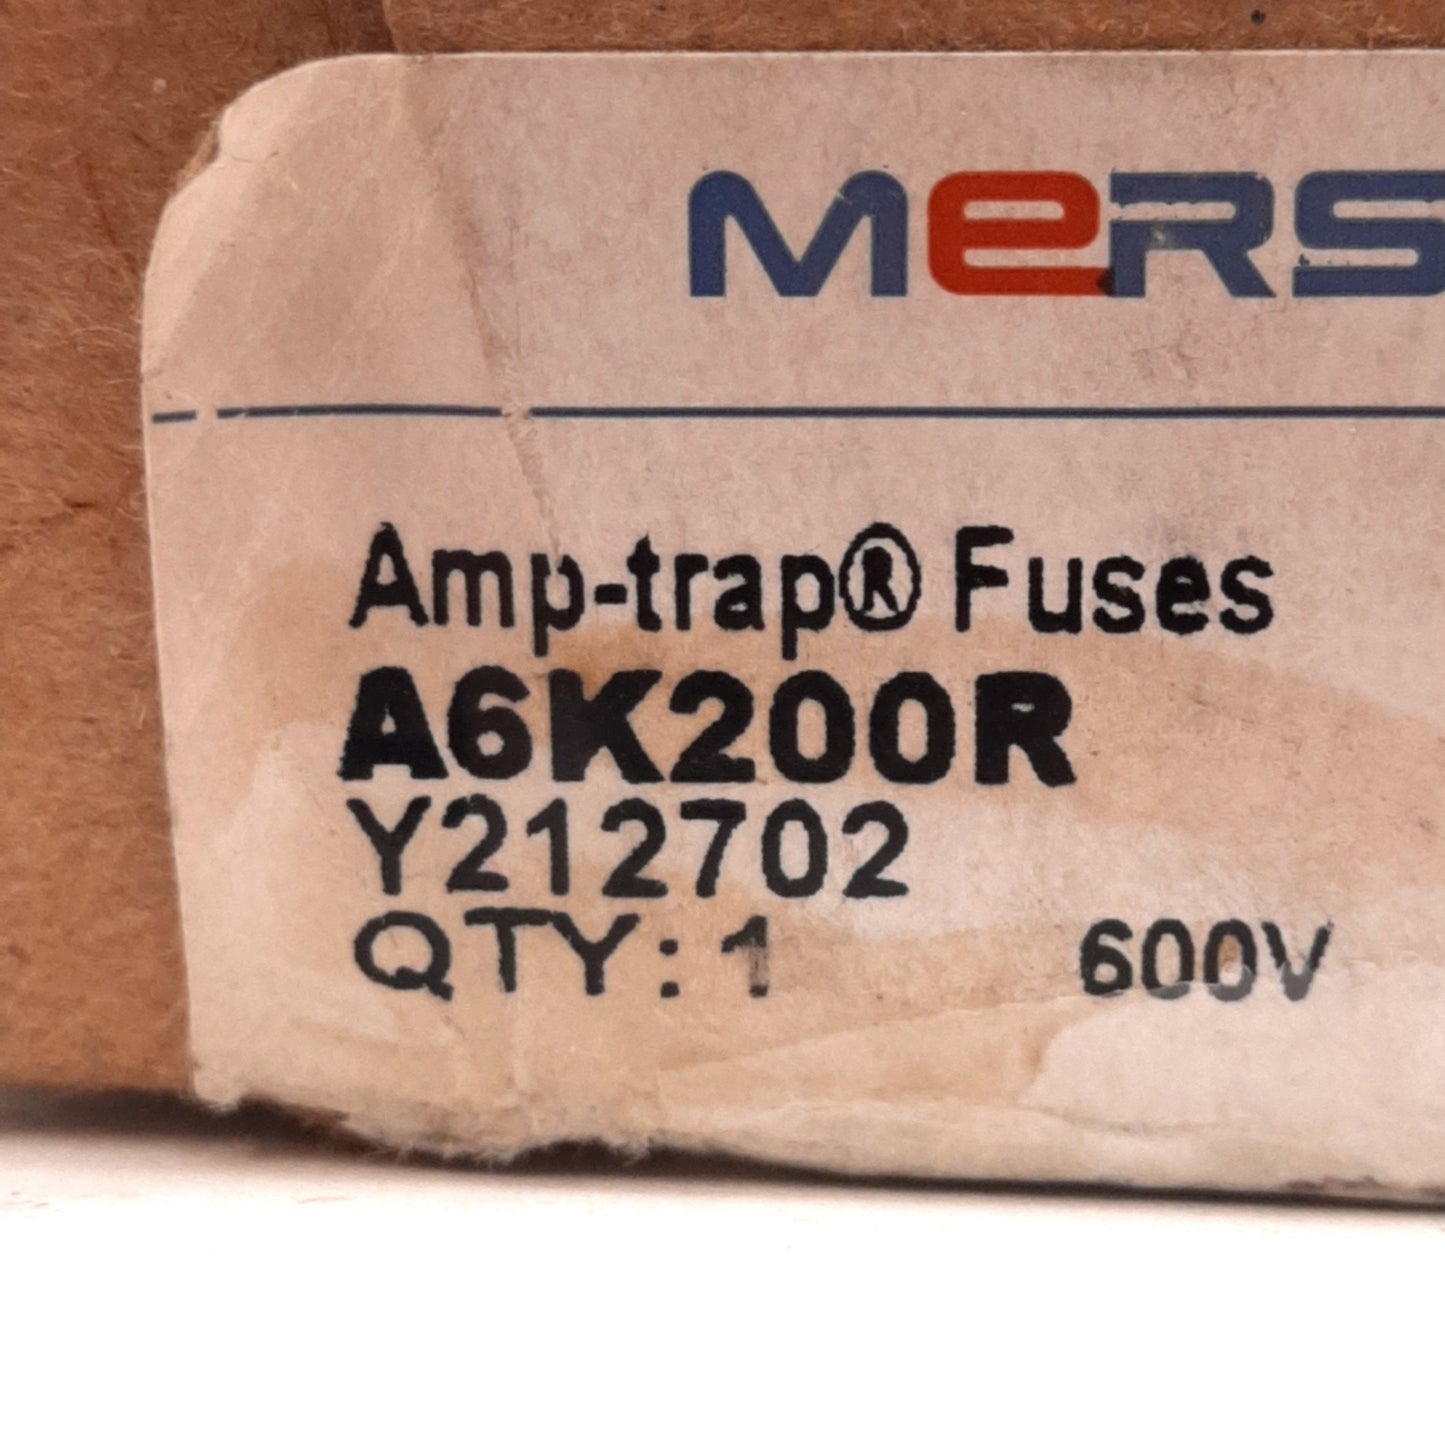 MERS
Amp-trap® Fuses
A6K200R
Y212702
QTY: 1 600V